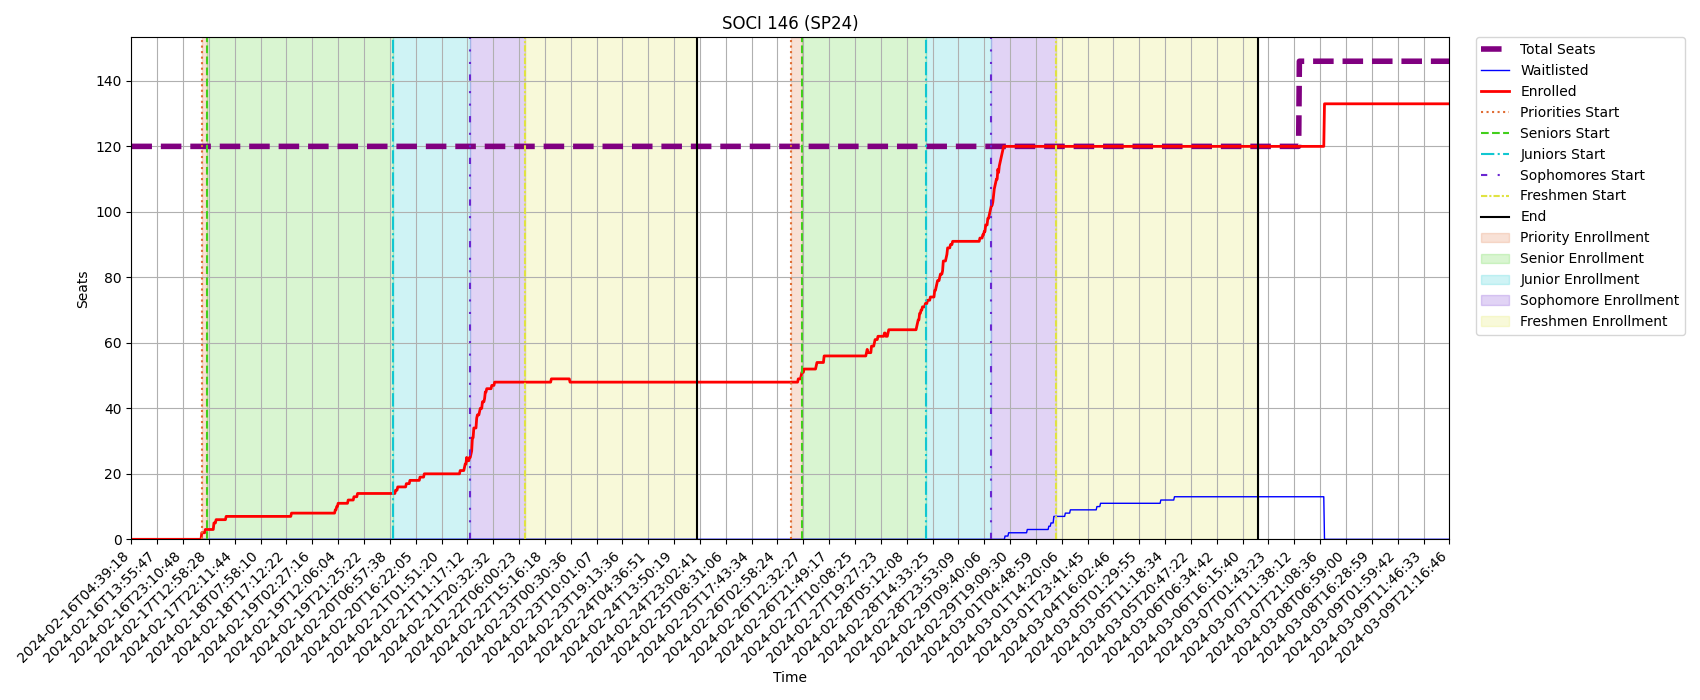 SOCI 146 (SP24)
Seats
140
120
100
80
60
40
20
0
2024-02-16T04:39:18
2024-02-16T13:55:47
2024-02-16T23:10:48
2024-02-17T12:58:28
2024-02-17T22:11:44
2024-02-18T07:58:10
2024-02-18T17:12:22
2024-02-19T02:27:16
2024-02-19T12:06:04
2024-02-19T21:25:22
2024-02-20T06:57:38
2024-02-20T16:22:05
2024-02-21T01:51:20
2024-02-21T11:17:12
2024-02-21T20:32:32
2024-02-22T06:00:23
2024-02-22T15:16:18
2024-02-23T00:30:36
2024-02-23T10:01:07
2024-02-23T19:13:36
2024-02-24T04:36:51
2024-02-24T13:50:19
2024-02-24T23:02:41
2024-02-25T08:31:06
2024-02-25T17:43:34
2024-02-26T02:58:24
2024-02-26T12:32:27
2024-02-26T21:49:17
2024-02-27T10:08:25
2024-02-27T19:27:23
2024-02-28T05:12:08
2024-02-28T14:33:25
2024-02-28T23:53:09
2024-02-29T09:40:06
2024-02-29T19:09:30
2024-03-01T04:48:59
2024-03-01T14:20:06
2024-03-01T23:41:45
2024-03-04T16:02:46
2024-03-05T01:29:55
2024-03-05T11:18:34
2024-03-05T20:47:22
2024-03-06T06:34:42
2024-03-06T16:15:40
2024-03-07T01:43:23
2024-03-07T11:38:12
2024-03-07T21:08:36
2024-03-08T06:59:00
2024-03-08T16:28:59
2024-03-09T01:59:42
2024-03-09T11:46:33
2024-03-09T21:16:46
Time
Total Seats
Waitlisted
Enrolled
Priorities Start
Seniors Start
Juniors Start
Sophomores Start
Freshmen Start
End
Priority Enrollment
Senior Enrollment
Junior Enrollment
Sophomore Enrollment
Freshmen Enrollment